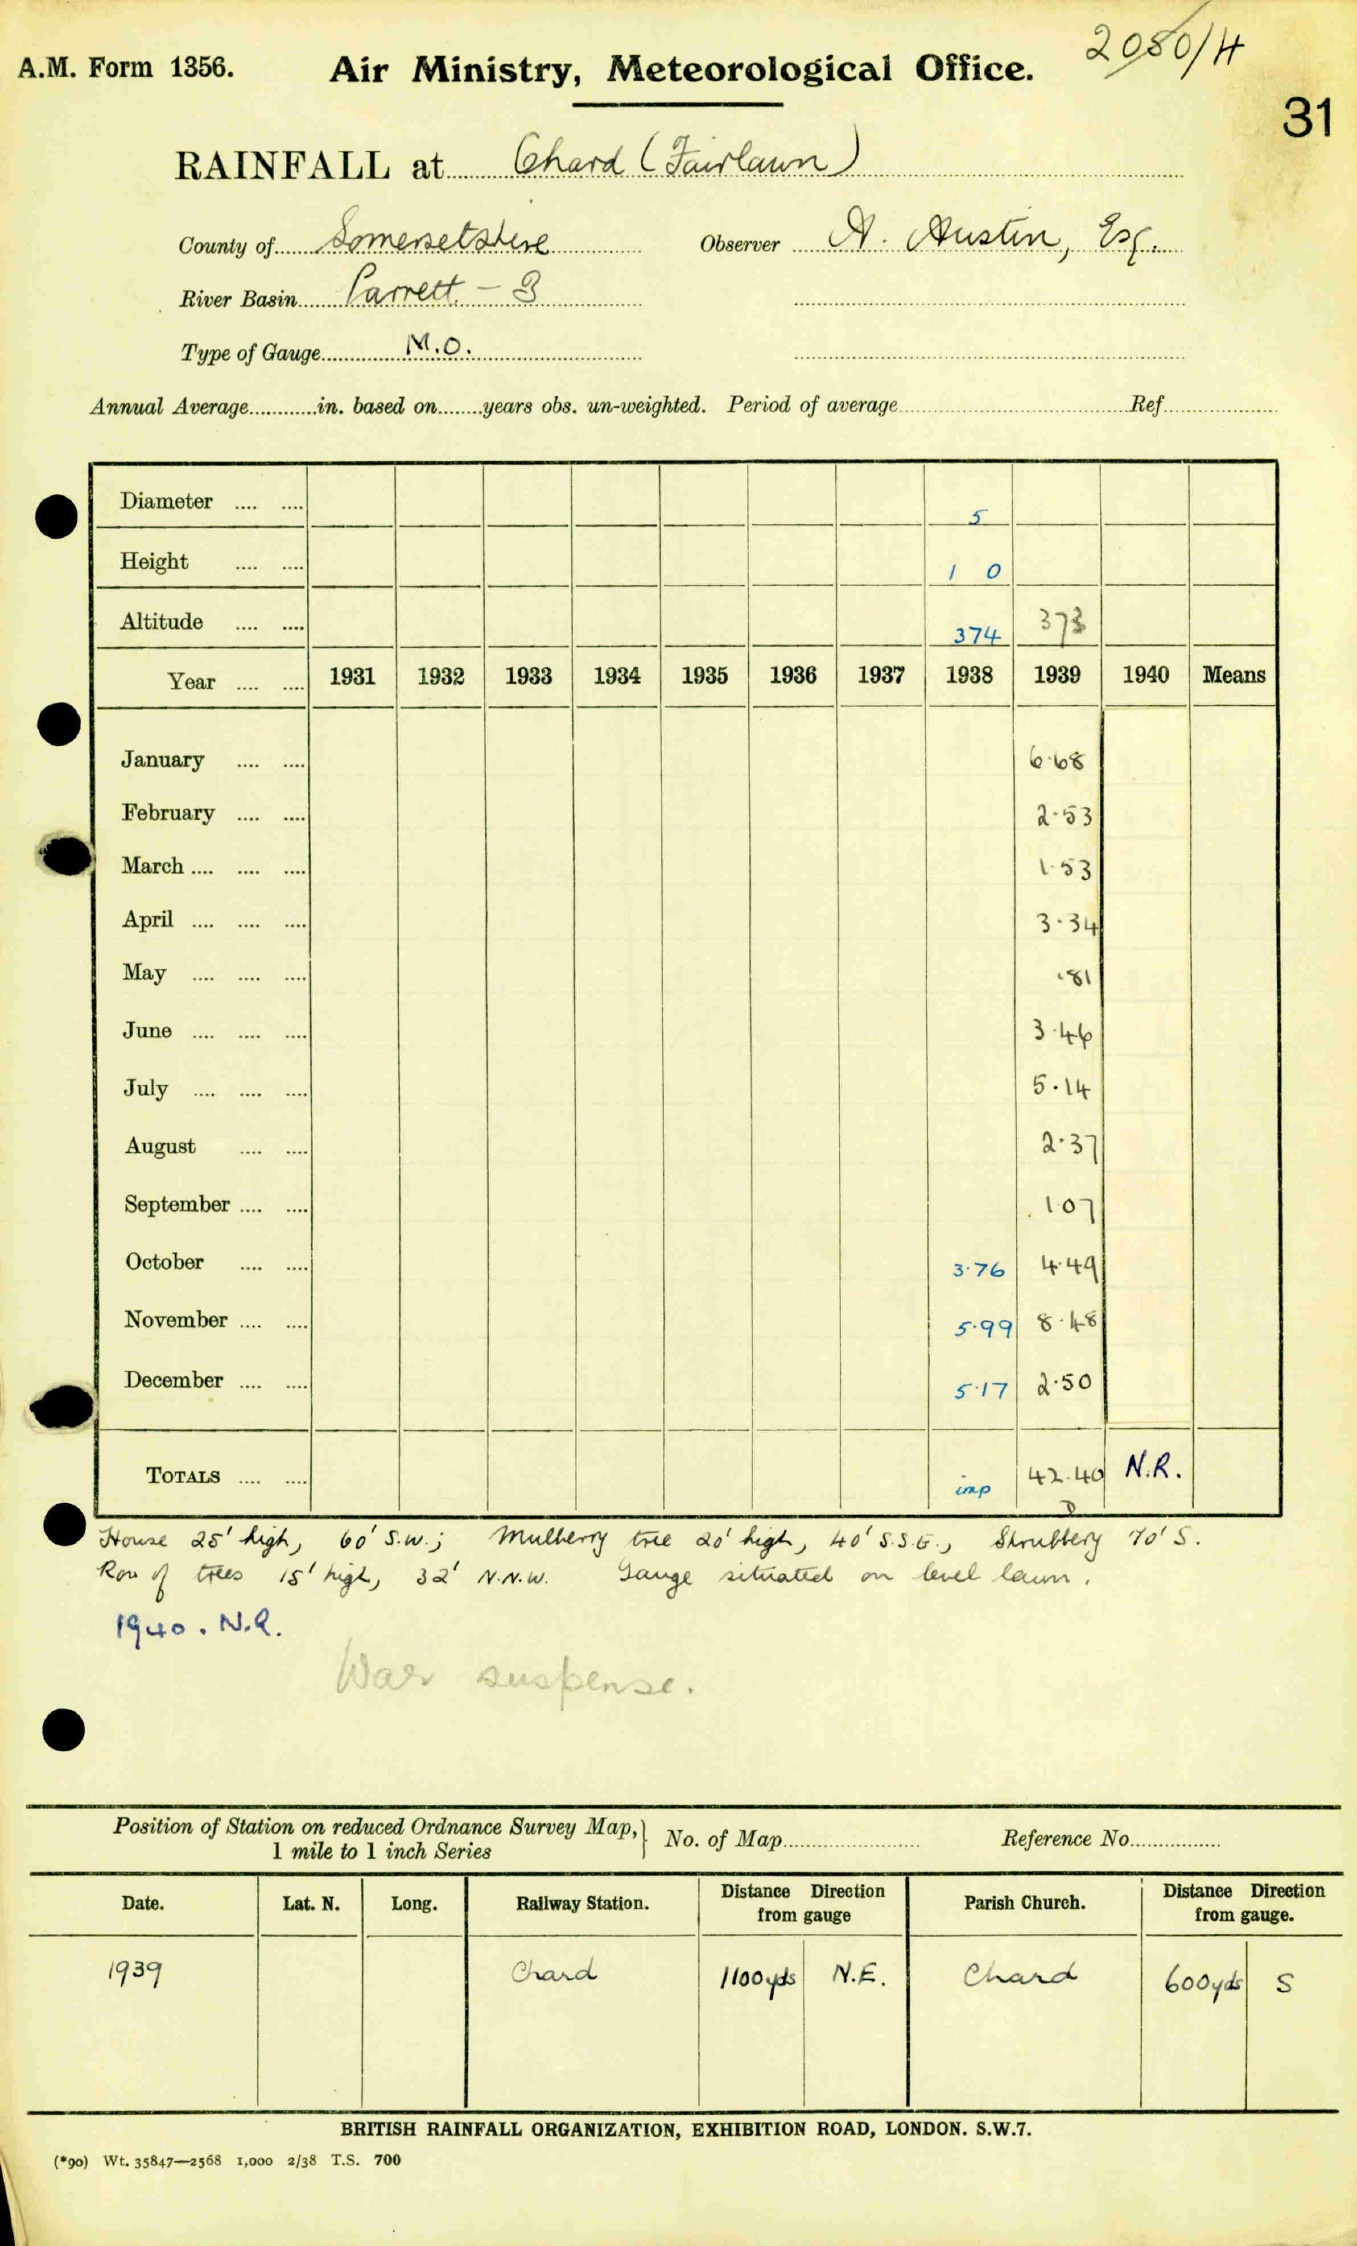 2080/H
A.M. Form 1356. Air Ministry, Meteorological Office.
31
RAINFALL at Chard (Fairlawn)
County of Somersetshire Observer A. Austin, Esq.
River Basin Parrett - 3
Type of Gauge M.O.
Annual Average in. based on years obs. un-weighted. Period of average Ref
Diameter .... .... 5
Height .... .... 1 0
Altitude .... .... 374 373
Year .... .... 1931 1932 1933 1934 1935 1936 1937 1938 1939 1940 Means
January .... .... 6.68
February .... .... 2.53
March .... .... .... 1.53
April .... .... .... 3.34
May .... .... .... .81
June .... .... .... 3.46
July .... .... .... 5.14
August .... .... 2.37
September .... .... 1.07
October .... .... 3.76 4.49
November .... .... 5.99 8.48
December .... .... 5.17 2.50
TOTALS .... .... imp 42.40 N.R.
House 25' high, 60' S.W.; Mulberry tree 20' high, 40' S.S.E., Shrubbery 70' S.
Row of trees 15' high, 32' N.N.W. Gauge situated on level lawn.
1940. N.R.
War suspense.
Position of Station on reduced Ordnance Survey Map, 1 mile to 1 inch Series } No. of Map Reference No.
Date. Lat. N. Long. Railway Station. Distance Direction from gauge Parish Church. Distance Direction from gauge.
1939 Chard 1100yds N.E. Chard 600yds S
BRITISH RAINFALL ORGANIZATION, EXHIBITION ROAD, LONDON. S.W.7.
(*90) Wt. 35847—2568 1,000 2/38 T.S. 700